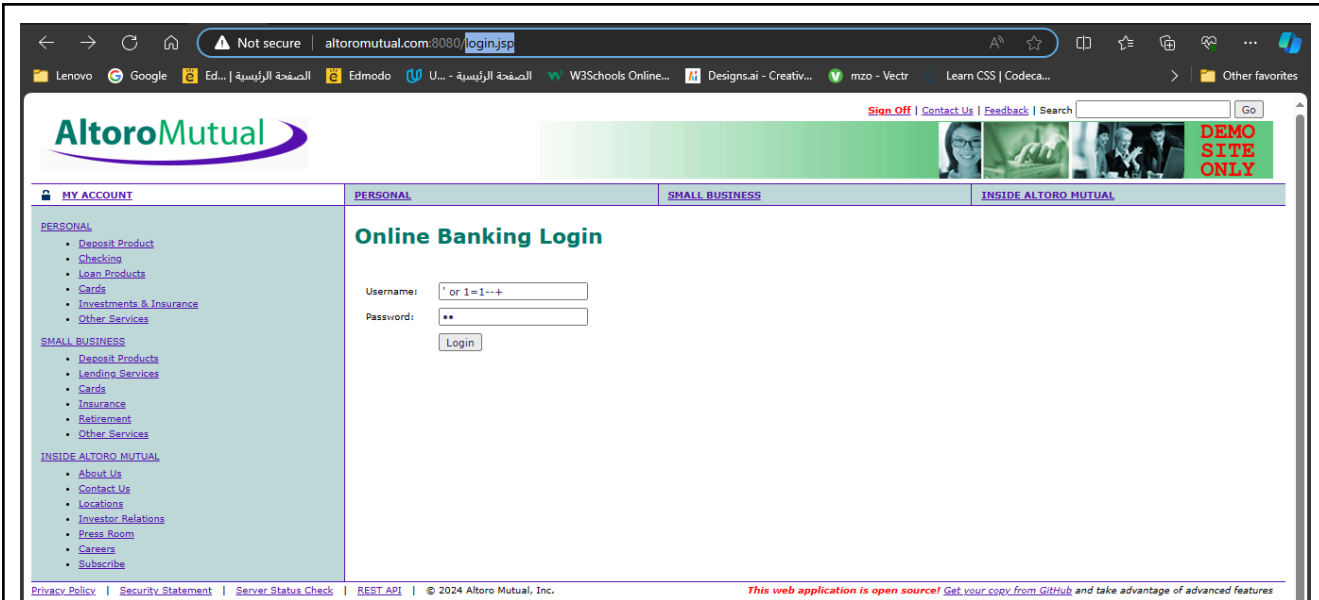 Not secure | altoromutual.com:8080/login.jsp
Lenovo Google Ed...| الصفحة الرئيسية Edmodo U... - الصفحة الرئيسية W3Schools Online... Designs.ai - Creativ... mzo - Vectr Learn CSS | Codeca... Other favorites
Sign Off | Contact Us | Feedback | Search Go
AltoroMutual
DEMO
SITE
ONLY
MY ACCOUNT PERSONAL SMALL BUSINESS INSIDE ALTORO MUTUAL
PERSONAL
Deposit Product
Checking
Loan Products
Cards
Investments & Insurance
Other Services
SMALL BUSINESS
Deposit Products
Lending Services
Cards
Insurance
Retirement
Other Services
INSIDE ALTORO MUTUAL
About Us
Contact Us
Locations
Investor Relations
Press Room
Careers
Subscribe
Online Banking Login
Username: ' or 1=1--+
Password: ••
Login
Privacy Policy | Security Statement | Server Status Check | REST API | © 2024 Altoro Mutual, Inc. This web application is open source! Get your copy from GitHub and take advantage of advanced features